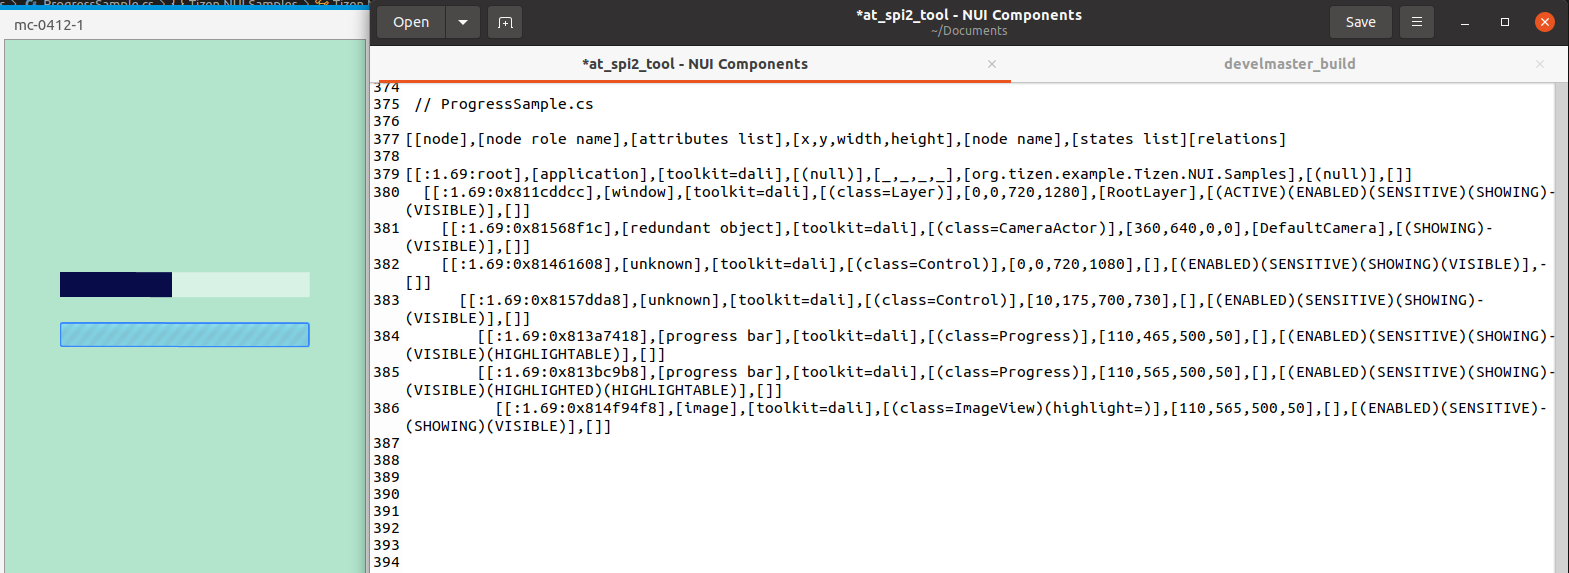 ProgressSample.cs
Tizen.NUI.Samples
mc-0412-1
Open
*at_spi2_tool - NUI Components
~/Documents
Save
*at_spi2_tool - NUI Components
develmaster_build
374
375 // ProgressSample.cs
376
377 [[node],[node role name],[attributes list],[x,y,width,height],[node name],[states list][relations]
378
379 [[:1.69:root],[application],[toolkit=dali],[(null)],[_,_,_,_],[org.tizen.example.Tizen.NUI.Samples],[(null)],[]]
380 [[:1.69:0x811cddcc],[window],[toolkit=dali],[(class=Layer)],[0,0,720,1280],[RootLayer],[(ACTIVE)(ENABLED)(SENSITIVE)(SHOWING)-
(VISIBLE)],[]]
381 [[:1.69:0x81568f1c],[redundant object],[toolkit=dali],[(class=CameraActor)],[360,640,0,0],[DefaultCamera],[(SHOWING)-
(VISIBLE)],[]]
382 [[:1.69:0x81461608],[unknown],[toolkit=dali],[(class=Control)],[0,0,720,1080],[],[(ENABLED)(SENSITIVE)(SHOWING)(VISIBLE)],-
[]]
383 [[:1.69:0x8157dda8],[unknown],[toolkit=dali],[(class=Control)],[10,175,700,730],[],[(ENABLED)(SENSITIVE)(SHOWING)-
(VISIBLE)],[]]
384 [[:1.69:0x813a7418],[progress bar],[toolkit=dali],[(class=Progress)],[110,465,500,50],[],[(ENABLED)(SENSITIVE)(SHOWING)-
(VISIBLE)(HIGHLIGHTABLE)],[]]
385 [[:1.69:0x813bc9b8],[progress bar],[toolkit=dali],[(class=Progress)],[110,565,500,50],[],[(ENABLED)(SENSITIVE)(SHOWING)-
(VISIBLE)(HIGHLIGHTED)(HIGHLIGHTABLE)],[]]
386 [[:1.69:0x814f94f8],[image],[toolkit=dali],[(class=ImageView)(highlight=)],[110,565,500,50],[],[(ENABLED)(SENSITIVE)-
(SHOWING)(VISIBLE)],[]]
387
388
389
390
391
392
393
394